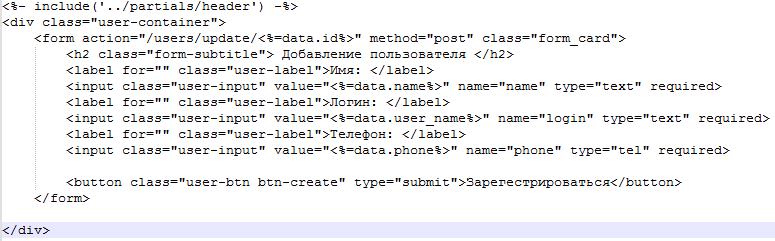 <%- include('../partials/header') -%>
<div class="user-container">
<form action="/users/update/<%=data.id%>" method="post" class="form_card">
<h2 class="form-subtitle"> Добавление пользователя </h2>
<label for="" class="user-label">Имя: </label>
<input class="user-input" value="<%=data.name%>" name="name" type="text" required>
<label for="" class="user-label">Логин: </label>
<input class="user-input" value="<%=data.user_name%>" name="login" type="text" required>
<label for="" class="user-label">Телефон: </label>
<input class="user-input" value="<%=data.phone%>" name="phone" type="tel" required>
<button class="user-btn btn-create" type="submit">Зарегестрироваться</button>
</form>
</div>